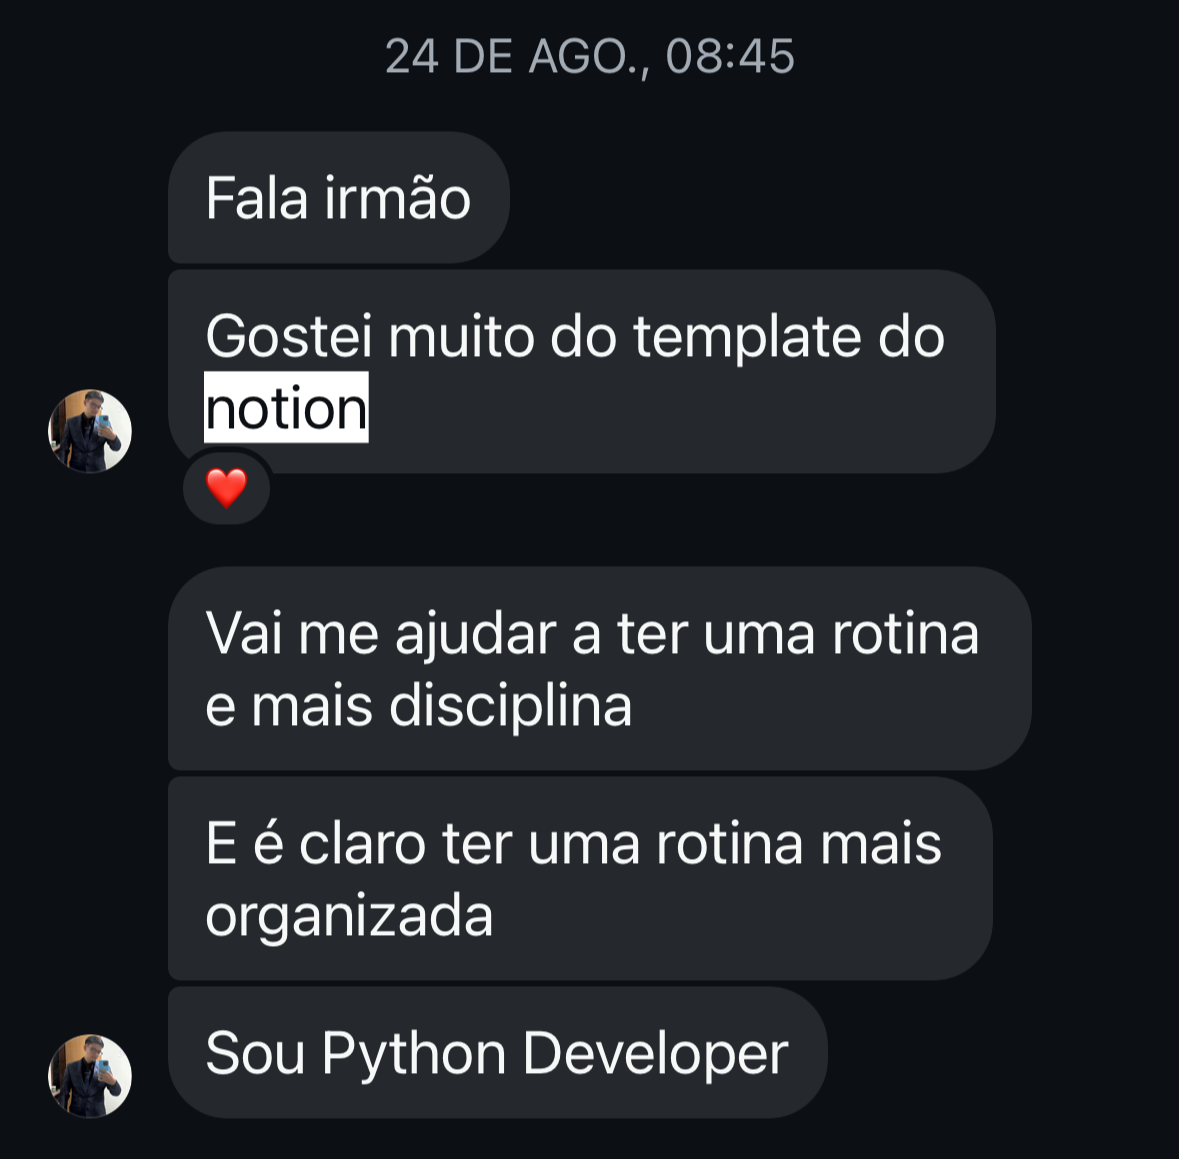 24 DE AGO., 08:45
Fala irmão
Gostei muito do template do
notion
Vai me ajudar a ter uma rotina
e mais disciplina
E é claro ter uma rotina mais
organizada
Sou Python Developer